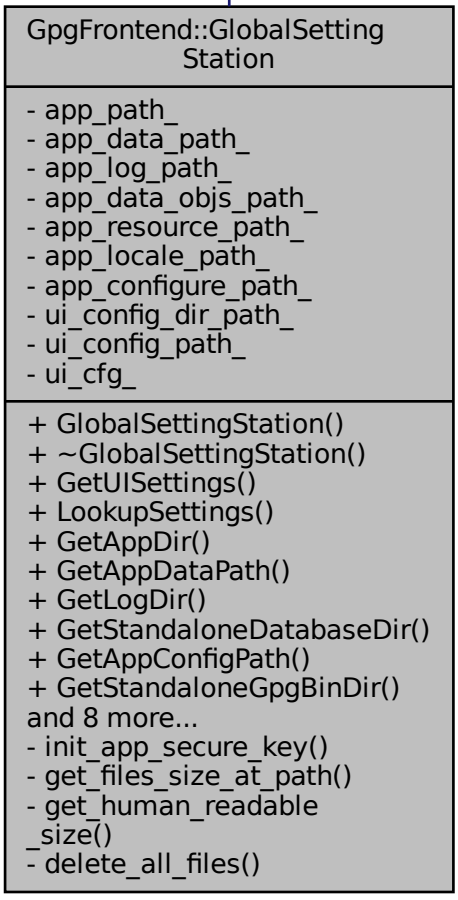 GpgFrontend::GlobalSetting
Station
- app_path_
- app_data_path_
- app_log_path_
- app_data_objs_path_
- app_resource_path_
- app_locale_path_
- app_configure_path_
- ui_config_dir_path_
- ui_config_path_
- ui_cfg_
+ GlobalSettingStation()
+ ~GlobalSettingStation()
+ GetUISettings()
+ LookupSettings()
+ GetAppDir()
+ GetAppDataPath()
+ GetLogDir()
+ GetStandaloneDatabaseDir()
+ GetAppConfigPath()
+ GetStandaloneGpgBinDir()
and 8 more...
- init_app_secure_key()
- get_files_size_at_path()
- get_human_readable
_size()
- delete_all_files()